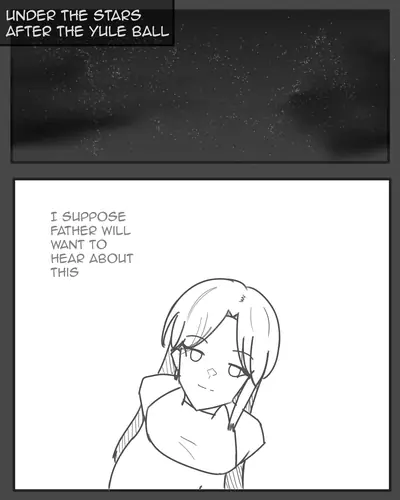 UNDER THE STARS
AFTER THE YULE BALL
I SUPPOSE
FATHER WILL
WANT TO
HEAR ABOUT
THIS